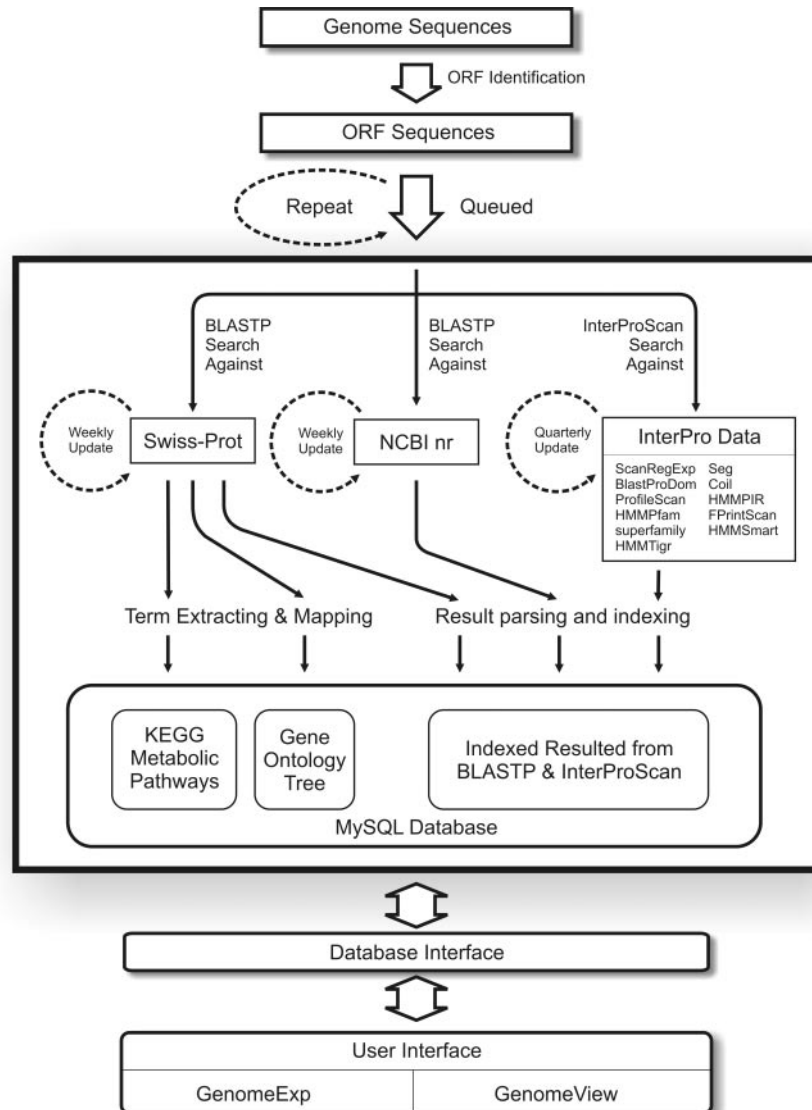 Genome Sequences
ORF Identification
ORF Sequences
Repeat
Queued
BLASTP
Search
Against
BLASTP
Search
Against
InterProScan
Search
Against
Weekly
Update
Swiss-Prot
Weekly
Update
NCBI nr
Quarterly
Update
InterPro Data
ScanRegExp Seg
BlastProDom Coil
ProfileScan HMMPIR
HMMPfam FPrintScan
superfamily HMMSmart
HMMTigr
Term Extracting & Mapping
Result parsing and indexing
KEGG
Metabolic
Pathways
Gene
Ontology
Tree
Indexed Resulted from
BLASTP & InterProScan
MySQL Database
Database Interface
User Interface
GenomeExp
GenomeView